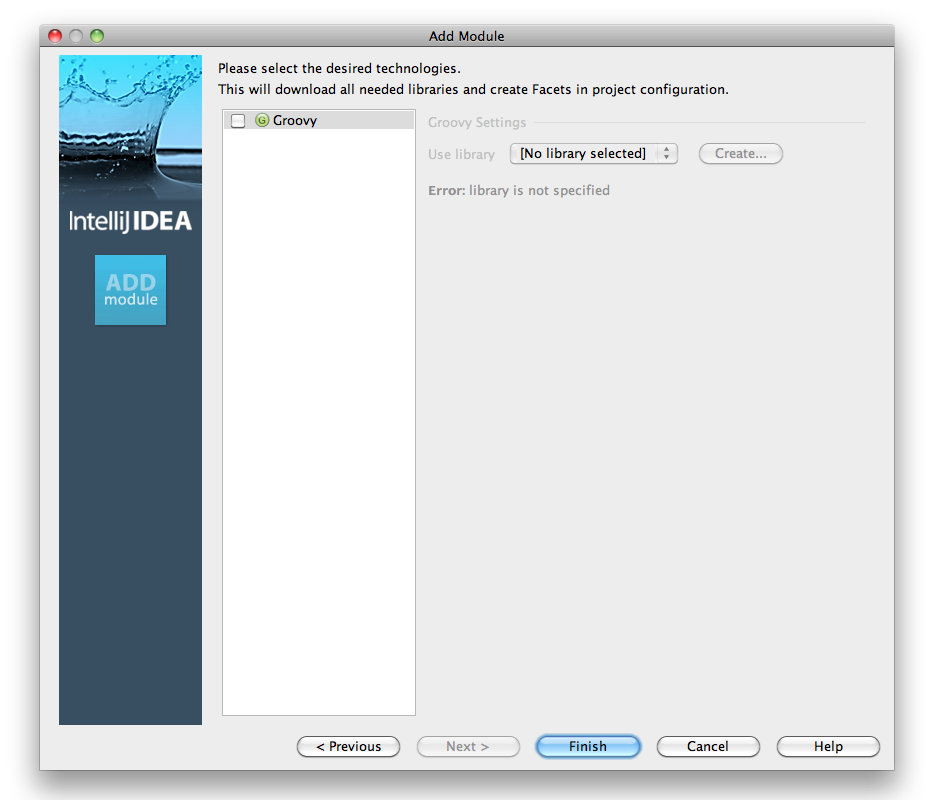 Add Module
Please select the desired technologies.
This will download all needed libraries and create Facets in project configuration.
IntelliJ IDEA
ADD
module
G Groovy
Groovy Settings
Use library [No library selected] Create...
Error: library is not specified
< Previous Next > Finish Cancel Help